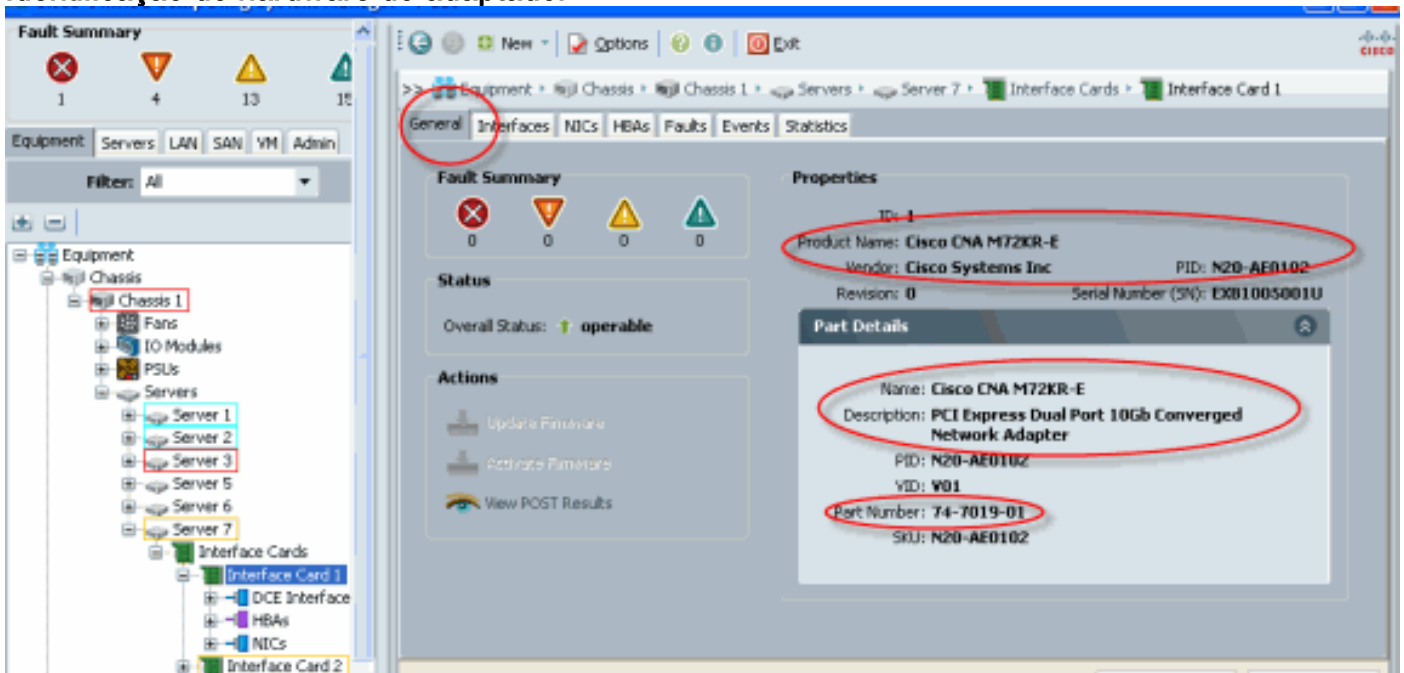 Fault Summary
1 4 13
Equipment Servers LAN SAN VM Admin
Filter: All
Equipment
Chassis
Chassis 1
Fans
IO Modules
PSUs
Servers
Server 1
Server 2
Server 3
Server 5
Server 6
Server 7
Interface Cards
Interface Card 1
DCE Interface
HBAs
NICs
Interface Card 2
New Options Exit
CISCO
>> Equipment Chassis Chassis 1 Servers Server 7 Interface Cards Interface Card 1
General Interfaces NICs HBAs Faults Events Statistics
Fault Summary
0 0 0 0
Status
Overall Status: operable
Actions
Update Firmware
Activate Firmware
View POST Results
Properties
ID: 1
Product Name: Cisco CNA M72KR-E
Vendor: Cisco Systems Inc PID: N20-AE0102
Revision: 0 Serial Number (SN): EXB1005001U
Part Details
Name: Cisco CNA M72KR-E
Description: PCI Express Dual Port 10Gb Converged
Network Adapter
PID: N20-AE0102
VID: V01
Part Number: 74-7019-01
SKU: N20-AE0102